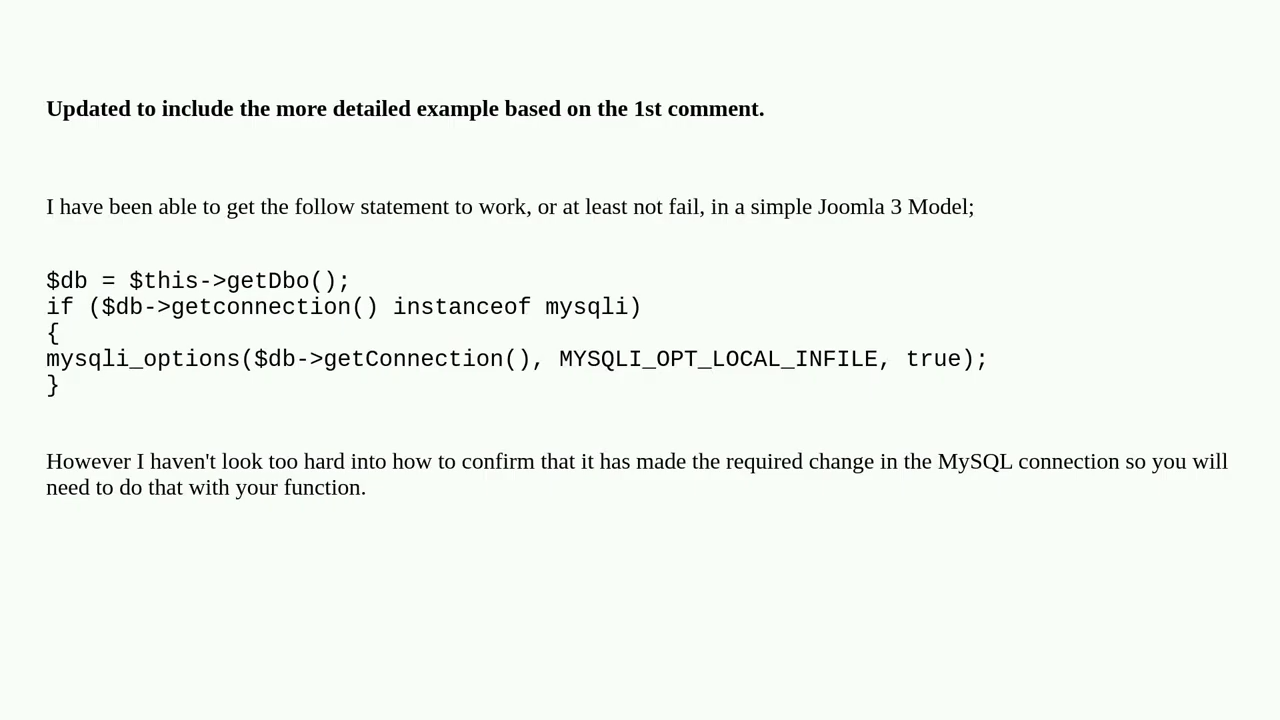 Updated to include the more detailed example based on the 1st comment.
I have been able to get the follow statement to work, or at least not fail, in a simple Joomla 3 Model;
$db = $this->getDbo();
if ($db->getconnection() instanceof mysqli)
{
mysqli_options($db->getConnection(), MYSQLI_OPT_LOCAL_INFILE, true);
}
However I haven't look too hard into how to confirm that it has made the required change in the MySQL connection so you will
need to do that with your function.